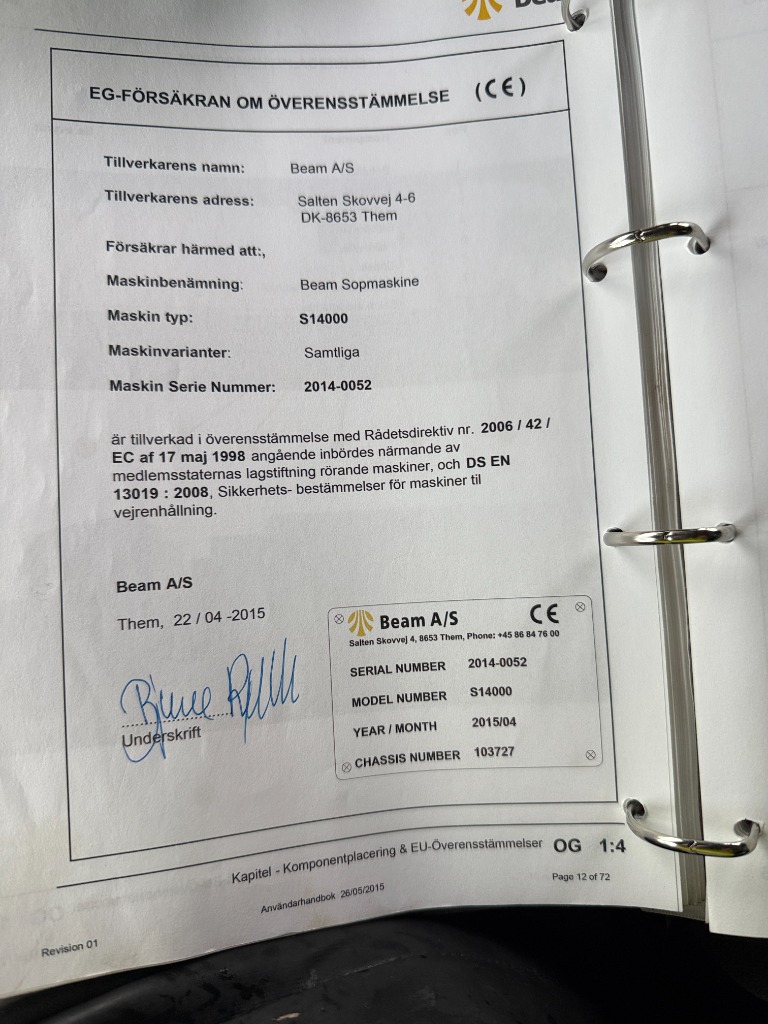 EG-FÖRSÄKRAN OM ÖVERENSSTÄMMELSE (CE)
Tillverkarens namn: Beam A/S
Tillverkarens adress: Salten Skovvej 4-6
DK-8653 Them
Försäkrar härmed att:,
Maskinbenämning: Beam Sopmaskine
Maskin typ: S14000
Maskinvarianter: Samtliga
Maskin Serie Nummer: 2014-0052
är tillverkad i överensstämmelse med Rådetsdirektiv nr. 2006 / 42 /
EC af 17 maj 1998 angående inbördes närmande av
medlemsstaternas lagstiftning rörande maskiner, och DS EN
13019 : 2008, Sikkerhets- bestämmelser för maskiner til
vejrenhållning.
Beam A/S
Them, 22 / 04 -2015
Underskrift
Beam A/S CE
Salten Skovvej 4, 8653 Them, Phone: +45 86 84 76 00
SERIAL NUMBER 2014-0052
MODEL NUMBER S14000
YEAR / MONTH 2015/04
CHASSIS NUMBER 103727
Kapitel - Komponentplacering & EU-Överensstämmelser OG 1:4
Användarhandbok 26/05/2015 Page 12 of 72
Revision 01